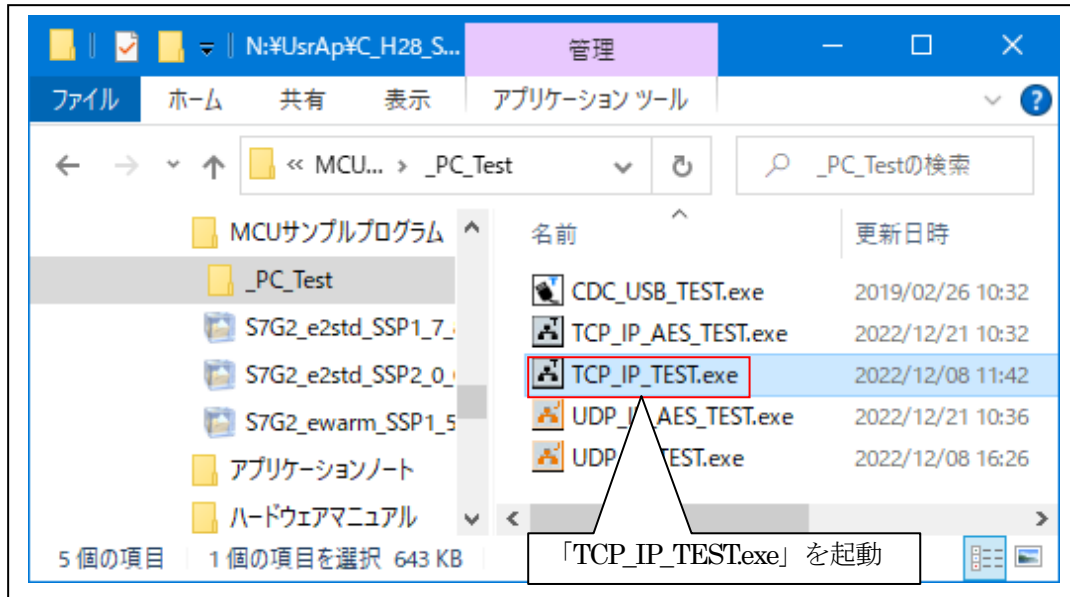 N:¥UsrAp¥C_H28_S... 管理
ファイル ホーム 共有 表示 アプリケーション ツール
« MCU... › _PC_Test _PC_Testの検索
MCUサンプルプログラム
_PC_Test
S7G2_e2std_SSP1_7_
S7G2_e2std_SSP2_0_
S7G2_ewarm_SSP1_5
アプリケーションノート
ハードウェアマニュアル
名前 更新日時
CDC_USB_TEST.exe 2019/02/26 10:32
TCP_IP_AES_TEST.exe 2022/12/21 10:32
TCP_IP_TEST.exe 2022/12/08 11:42
UDP_I _AES_TEST.exe 2022/12/21 10:36
UDP TEST.exe 2022/12/08 16:26
5 個の項目 1 個の項目を選択 643 KB
「TCP_IP_TEST.exe」を起動